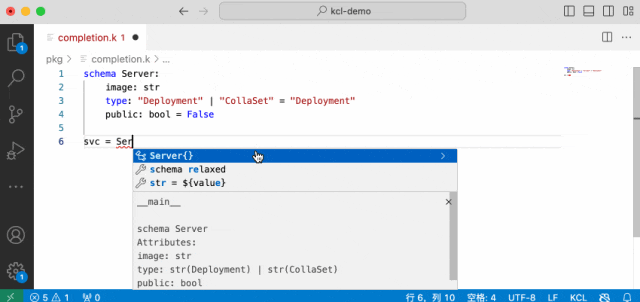 kcl-demo
completion.k 1
pkg > completion.k > ...
1 schema Server:
2 image: str
3 type: "Deployment" | "CollaSet" = "Deployment"
4 public: bool = False
5
6 svc = Ser
Server{}
schema relaxed
str = ${value}
__main__
schema Server
Attributes:
image: str
type: str(Deployment) | str(CollaSet)
public: bool
1
1
5 1 0 行 6，列 10 空格: 4 UTF-8 LF KCL